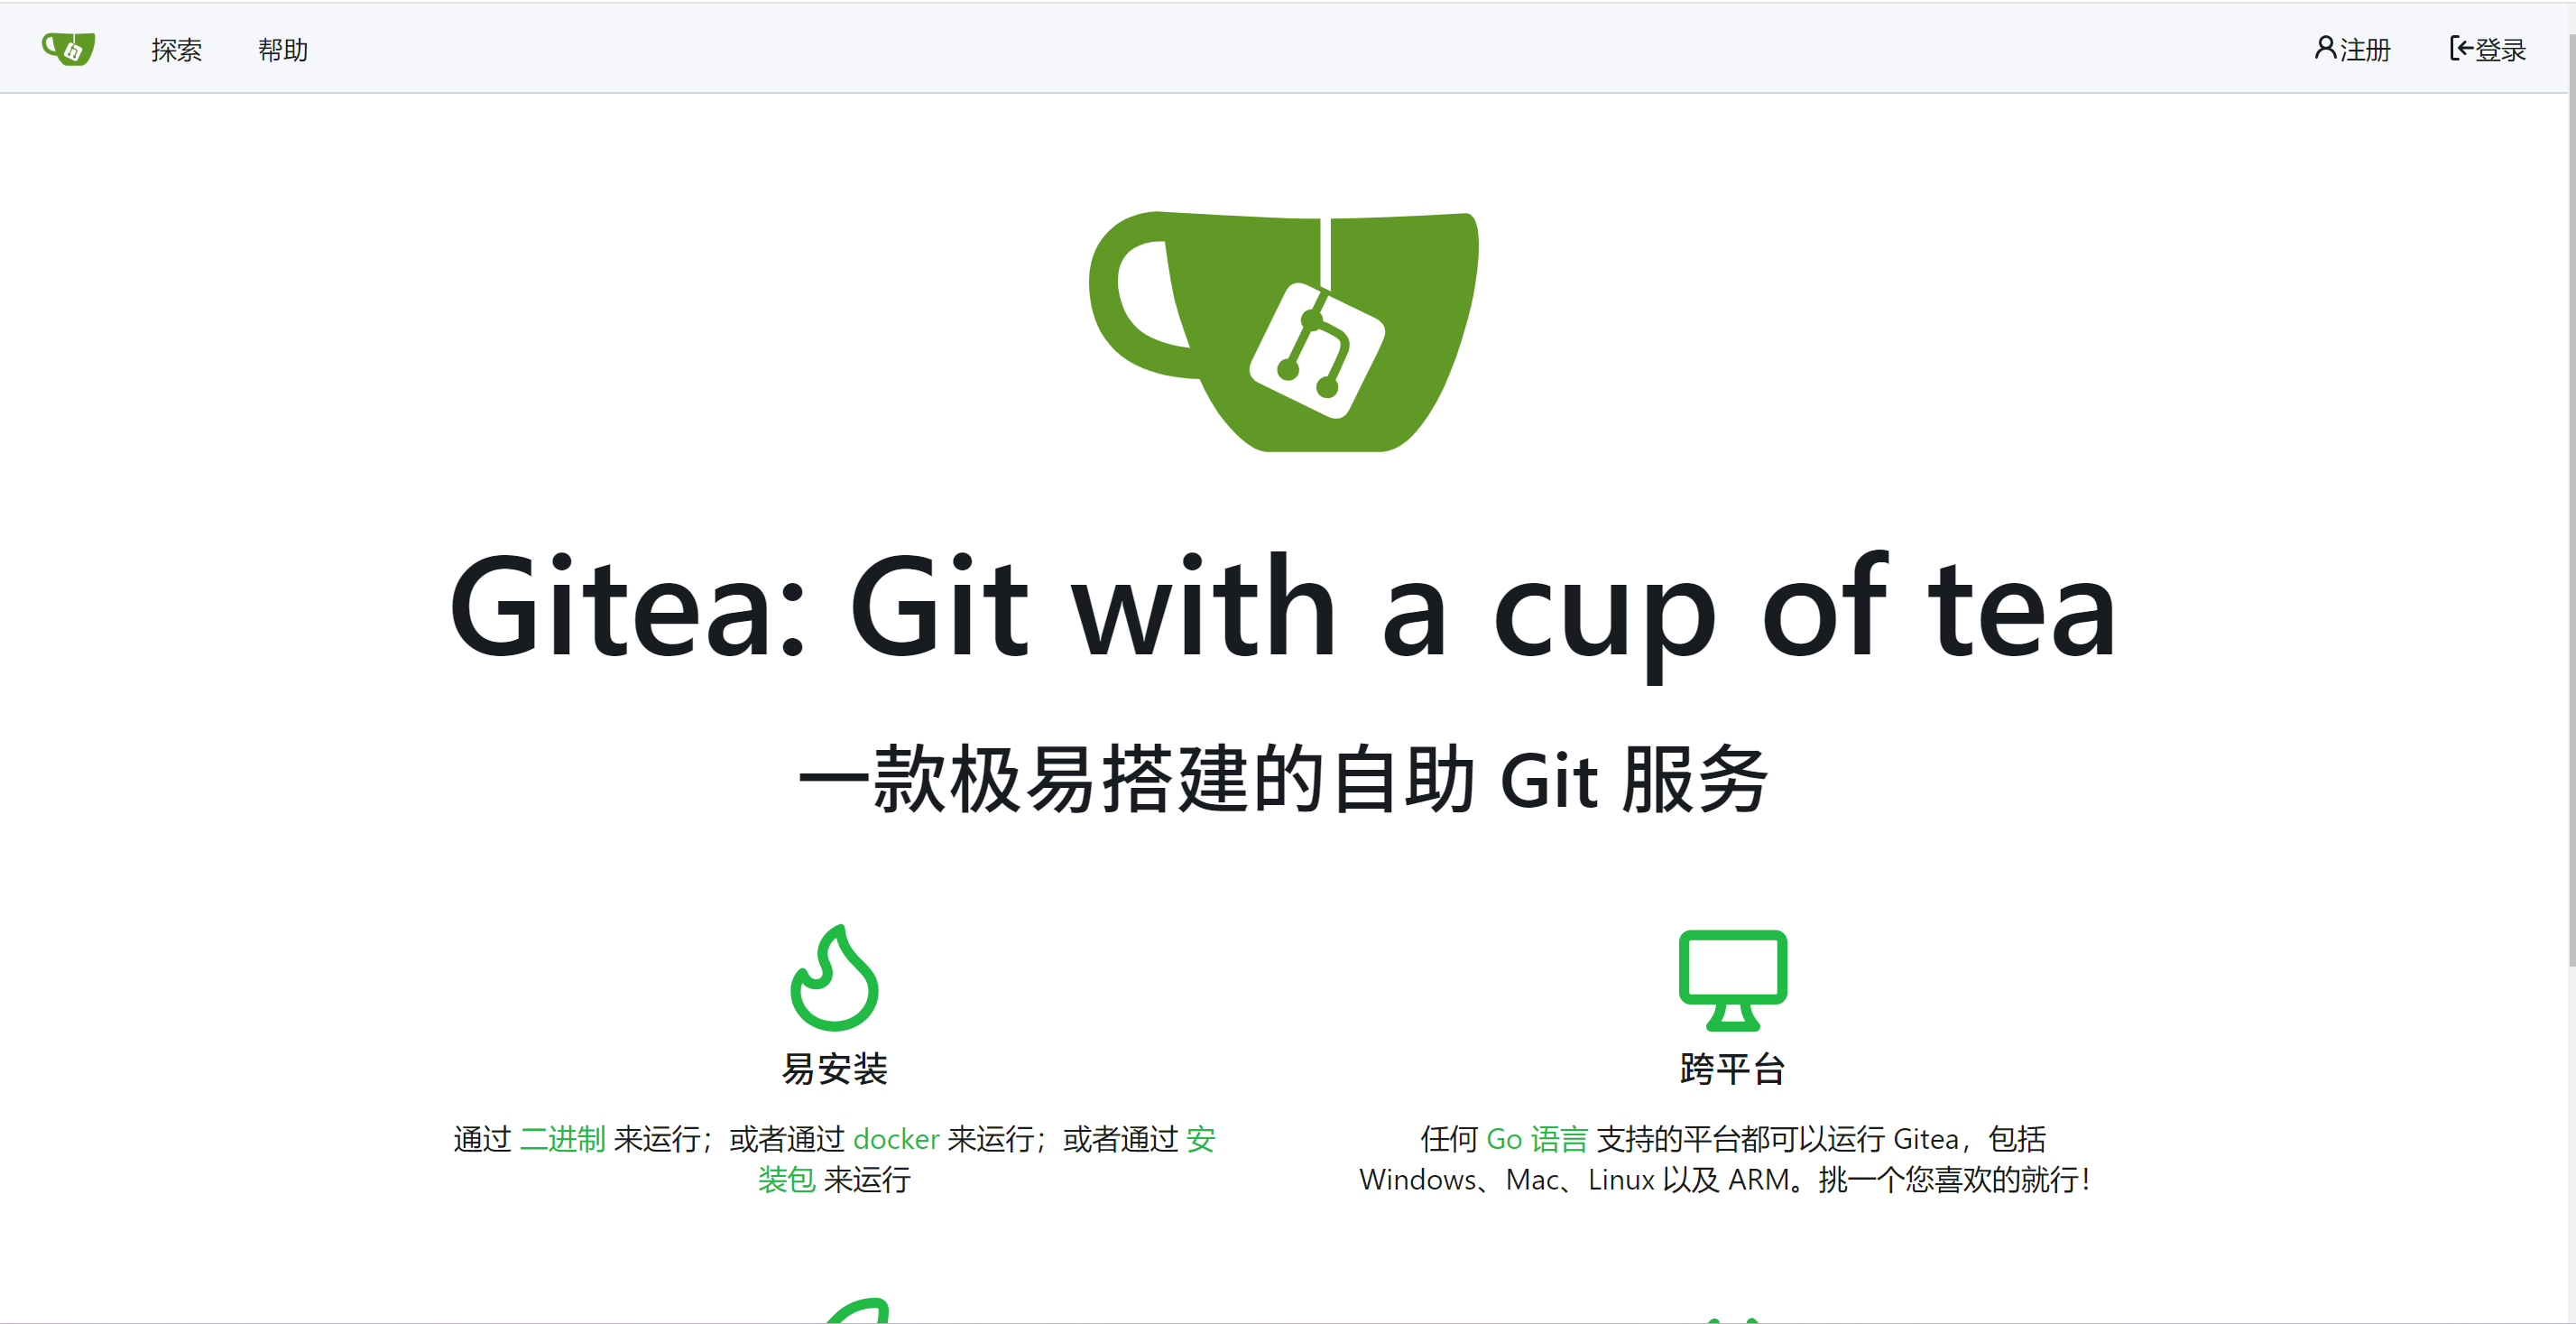 探索 帮助 注册 登录
Gitea: Git with a cup of tea
一款极易搭建的自助 Git 服务
易安装
通过 二进制 来运行；或者通过 docker 来运行；或者通过 安
装包 来运行
跨平台
任何 Go 语言 支持的平台都可以运行 Gitea，包括
Windows、Mac、Linux 以及 ARM。挑一个您喜欢的就行！